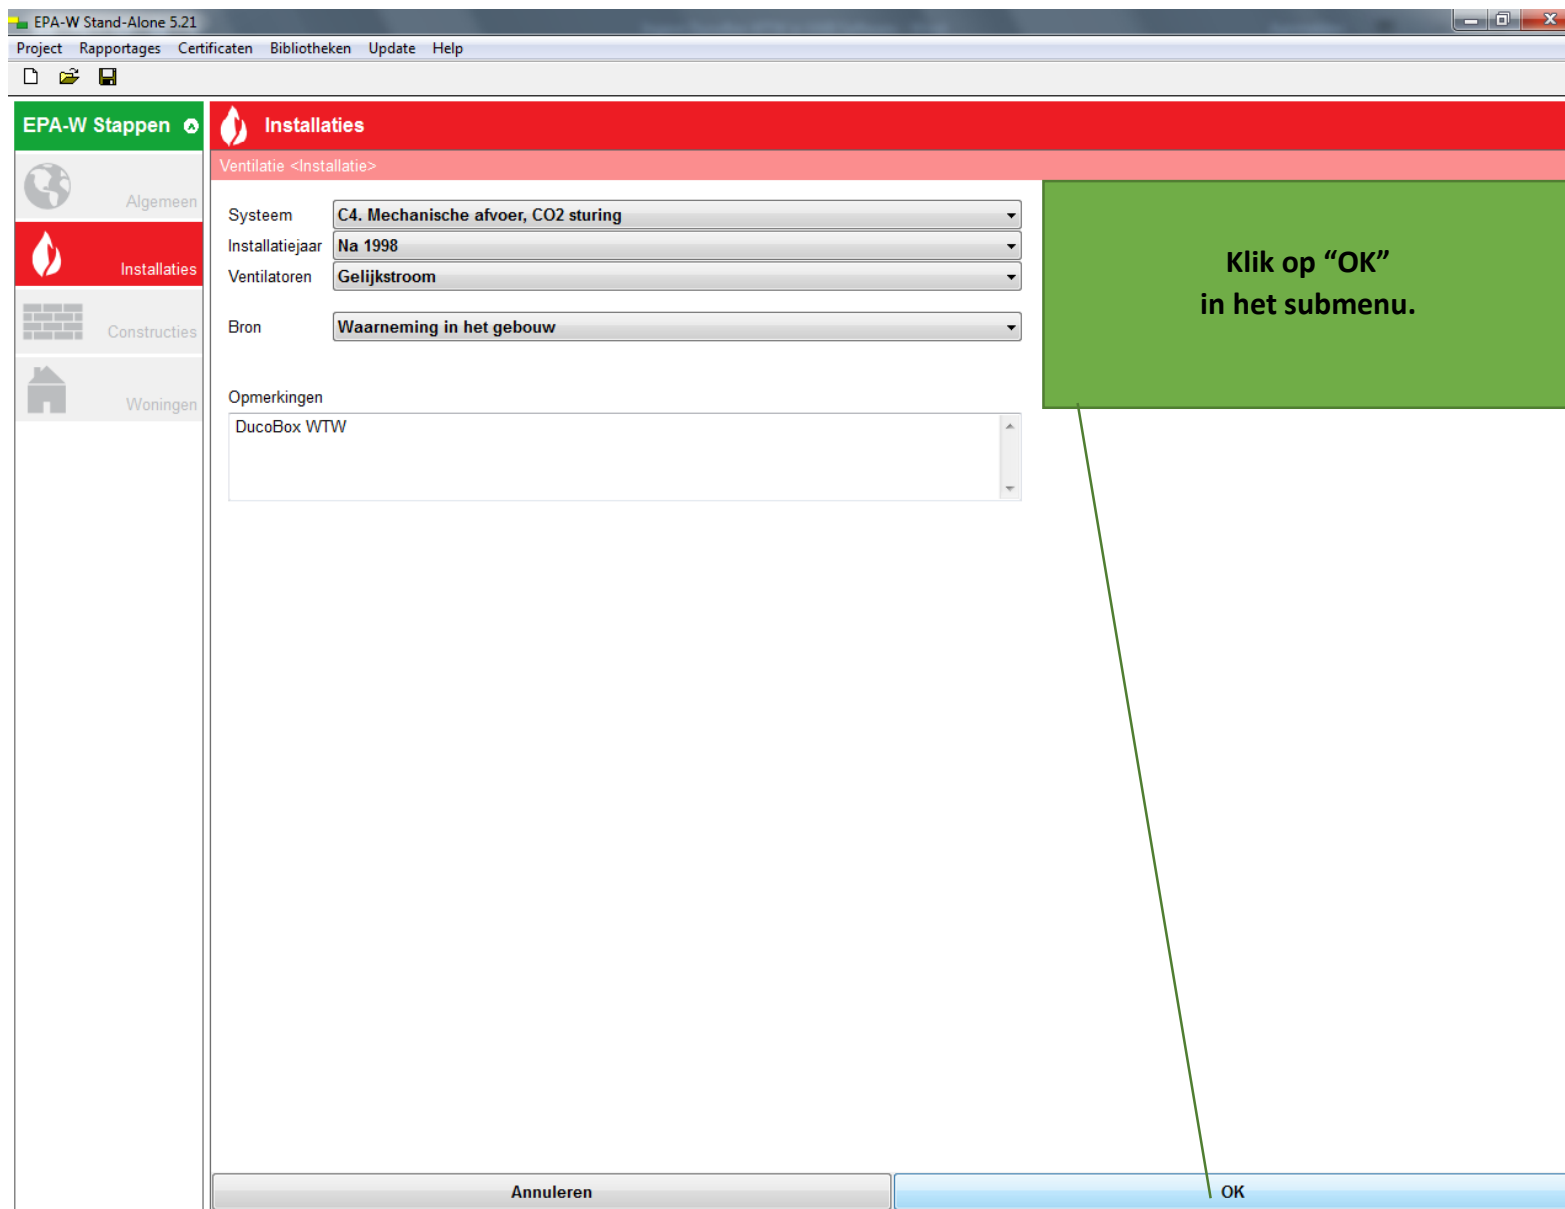 EPA-W Stand-Alone 5.21
Project Rapportages Certificaten Bibliotheken Update Help
EPA-W Stappen
Installaties
Ventilatie <Installatie>
Algemeen
Installaties
Constructies
Woningen
Systeem C4. Mechanische afvoer, CO2 sturing
Installatiejaar Na 1998
Ventilatoren Gelijkstroom
Bron Waarneming in het gebouw
Opmerkingen
DucoBox WTW
Klik op “OK”
in het submenu.
Annuleren OK